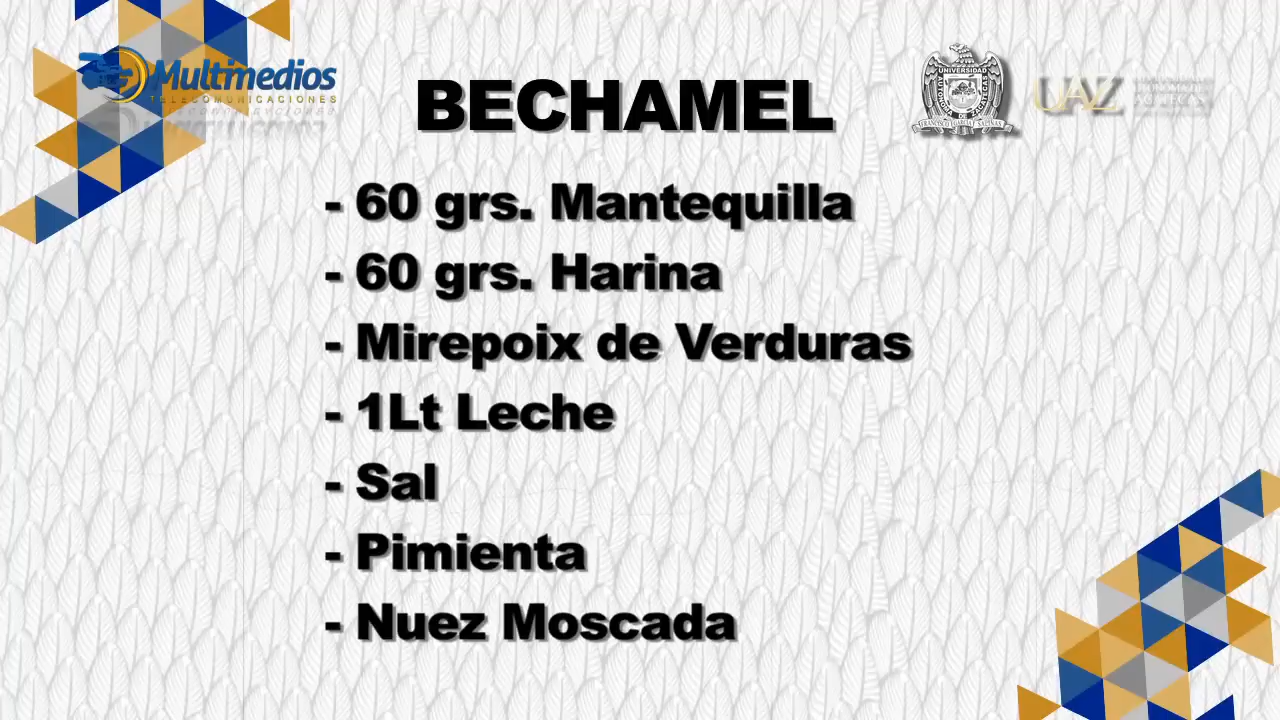 Multimedios
TELECOMUNICACIONES
BECHAMEL
UNIVERSIDAD
UAZ
- 60 grs. Mantequilla
- 60 grs. Harina
- Mirepoix de Verduras
- 1Lt Leche
- Sal
- Pimienta
- Nuez Moscada